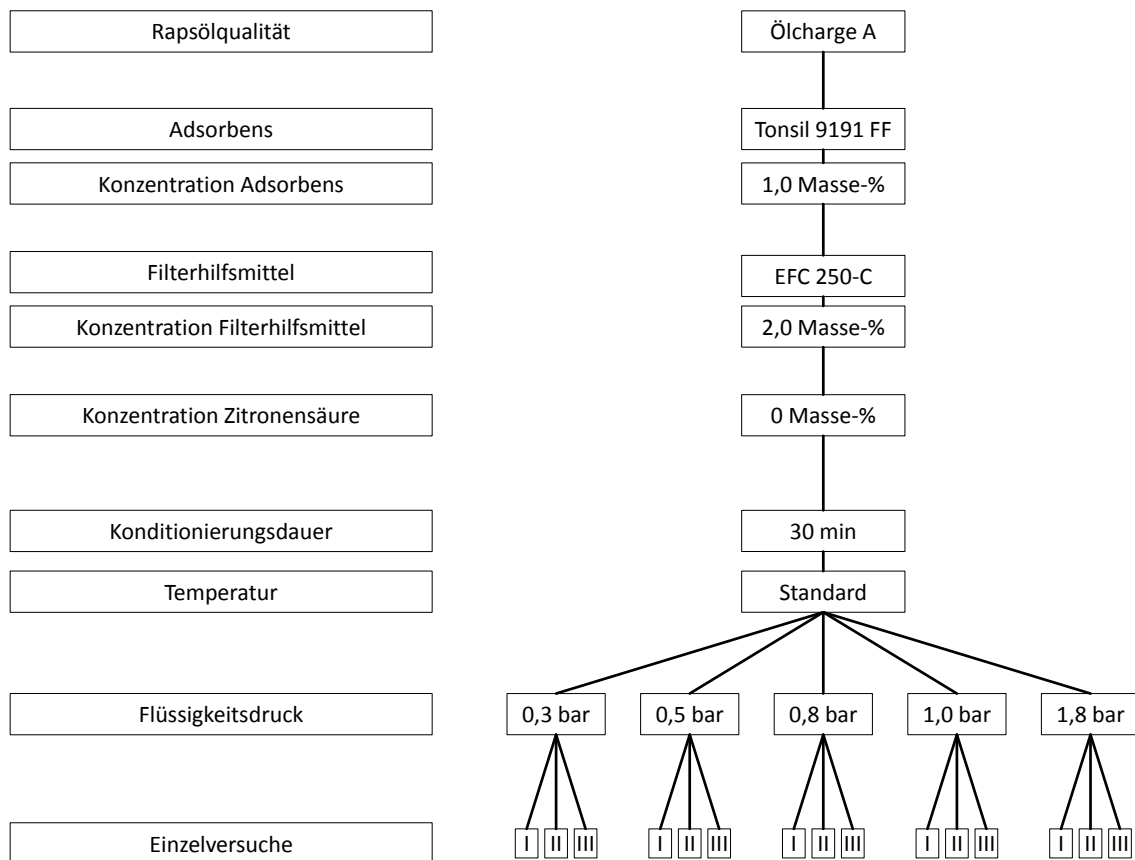 Rapsölqualität Ölcharge A
Adsorbens Tonsil 9191 FF
Konzentration Adsorbens 1,0 Masse-%
Filterhilfsmittel EFC 250-C
Konzentration Filterhilfsmittel 2,0 Masse-%
Konzentration Zitronensäure 0 Masse-%
Konditionierungsdauer 30 min
Temperatur Standard
Flüssigkeitsdruck 0,3 bar 0,5 bar 0,8 bar 1,0 bar 1,8 bar
Einzelversuche I II III I II III I II III I II III I II III